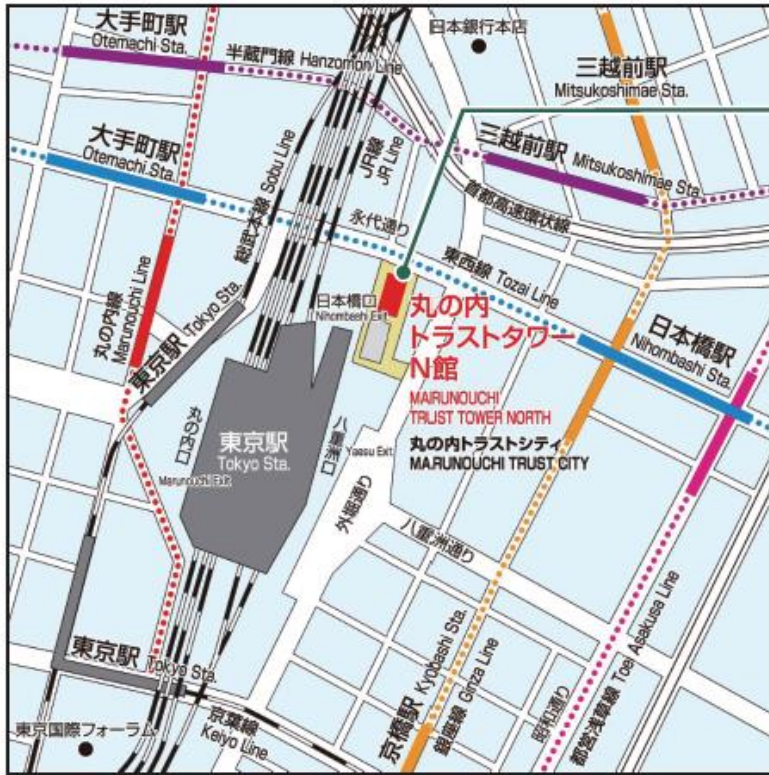 大手町駅
Otemachi Sta.
半蔵門線 Hanzomon Line
日本銀行本店
三越前駅
Mitsukoshimae Sta.
大手町駅
Otemachi Sta.
総武本線 Sobu Line
JR線
JR Line
三越前駅 Mitsukoshimae Sta.
首都高速環状線
永代通り
東西線 Tozai Line
丸の内線
Marunouchi Line
東京駅 Tokyo Sta.
日本橋口
Nihombashi Exit
丸の内
トラストタワー
N館
MAIRUNOUCHI
TRUST TOWER NORTH
丸の内トラストシティ
MARUNOUCHI TRUST CITY
日本橋駅
Nihombashi Sta.
丸の内口
Marunouchi Exit
東京駅
Tokyo Sta.
八重洲口
Yaesu Exit
外堀通り
八重洲通り
東京駅 Tokyo Sta.
京葉線
Keiyo Line
東京国際フォーラム
京橋駅 Kyobashi Sta.
銀座線 Ginza Line
昭和通り
都営浅草線 Toei Asakusa Line